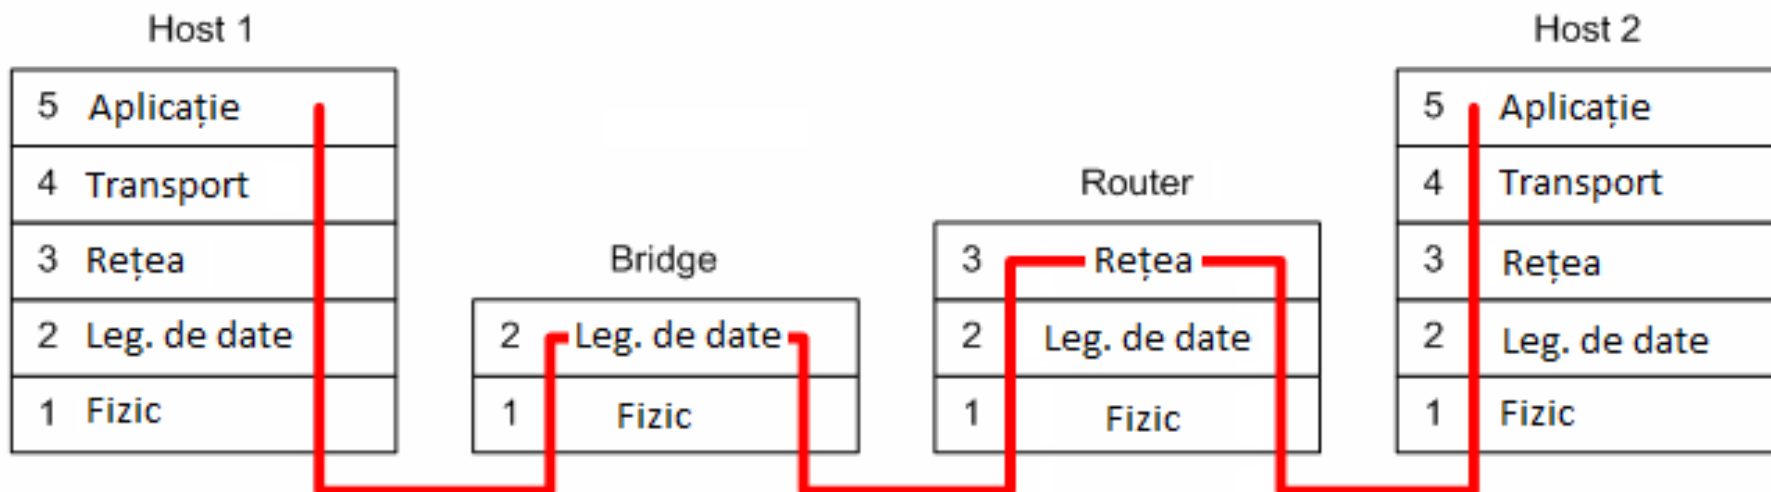 Host 1
5 Aplicație
4 Transport
3 Rețea
2 Leg. de date
1 Fizic
Bridge
2 Leg. de date
1 Fizic
Router
3 Rețea
2 Leg. de date
1 Fizic
Host 2
5 Aplicație
4 Transport
3 Rețea
2 Leg. de date
1 Fizic